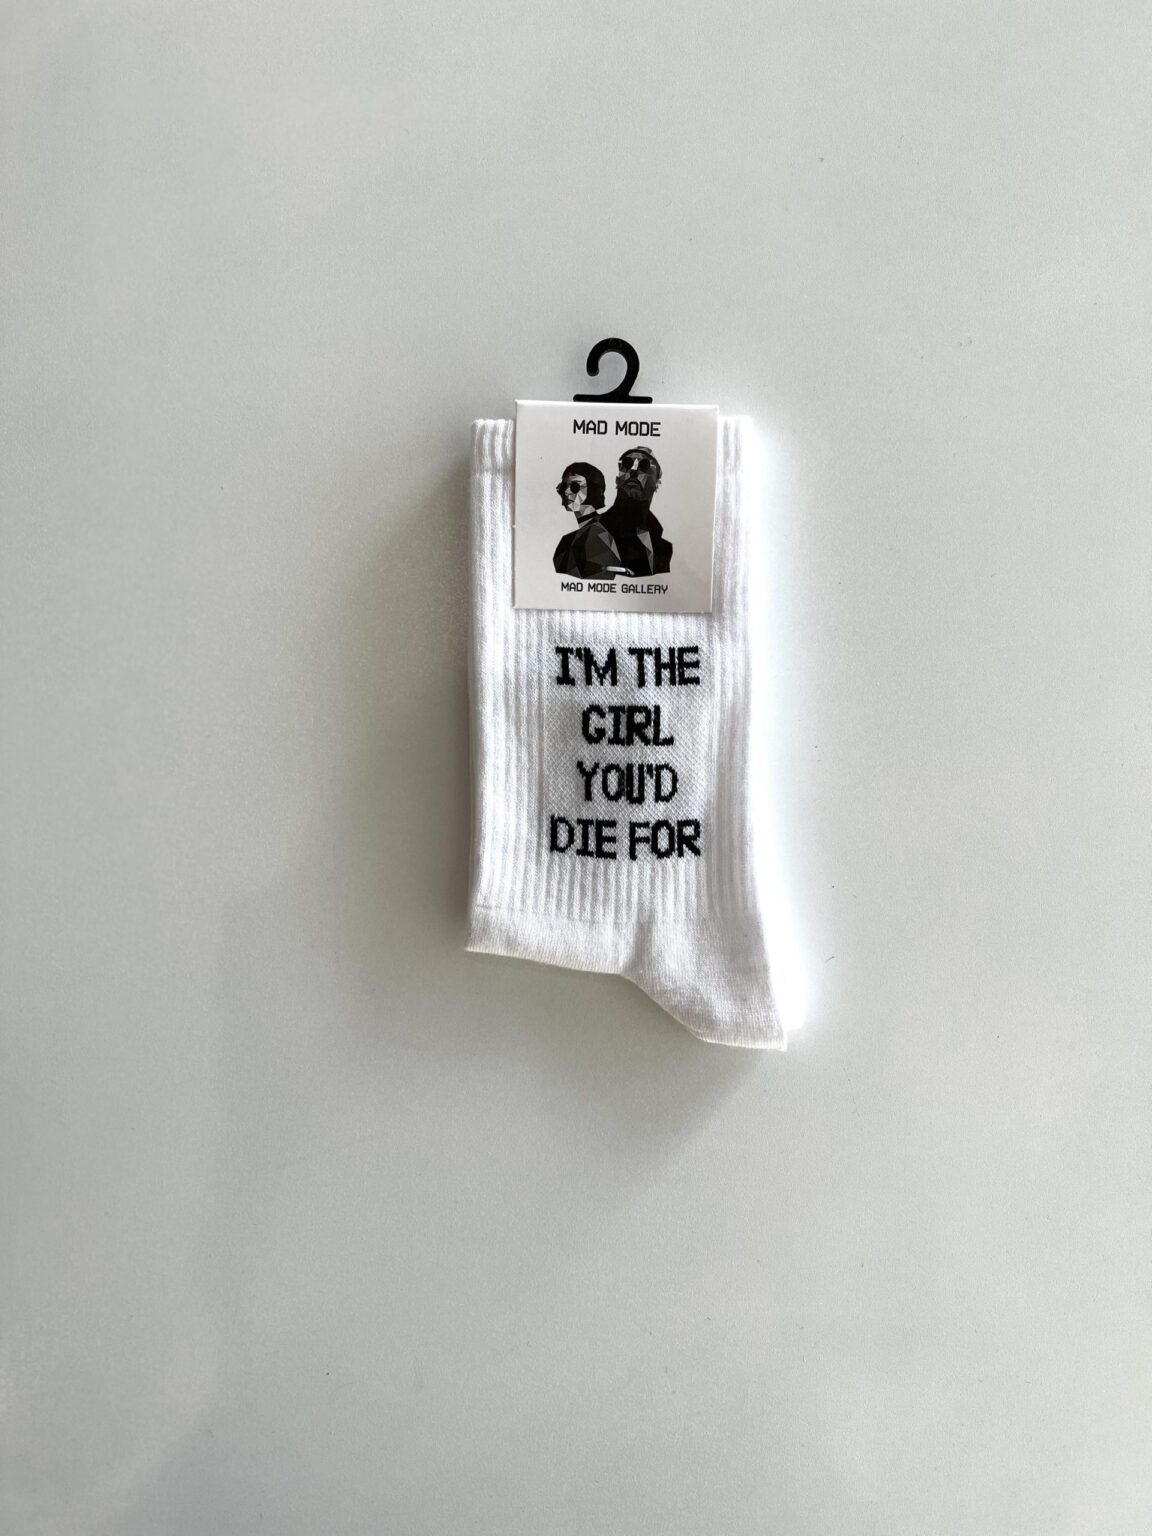 MAD MODE
MAD MODE GALLERY
I'M THE
GIRL
YOU'D
DIE FOR